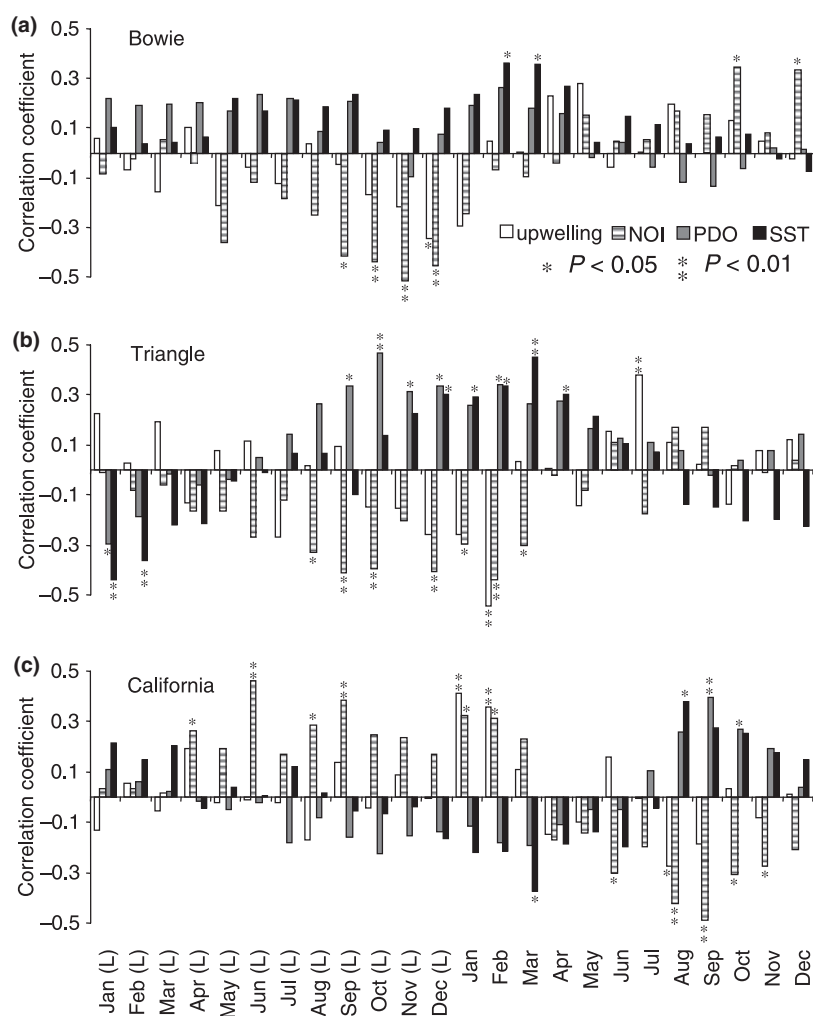 (a)
Bowie
Correlation coefficient
0.5
0.3
0.1
−0.1
−0.3
−0.5
upwelling NOI PDO SST
* P < 0.05 ** P < 0.01
(b)
Triangle
Correlation coefficient
0.5
0.3
0.1
−0.1
−0.3
−0.5
(c)
California
Correlation coefficient
0.5
0.3
0.1
−0.1
−0.3
−0.5
Jan (L)
Feb (L)
Mar (L)
Apr (L)
May (L)
Jun (L)
Jul (L)
Aug (L)
Sep (L)
Oct (L)
Nov (L)
Dec (L)
Jan
Feb
Mar
Apr
May
Jun
Jul
Aug
Sep
Oct
Nov
Dec